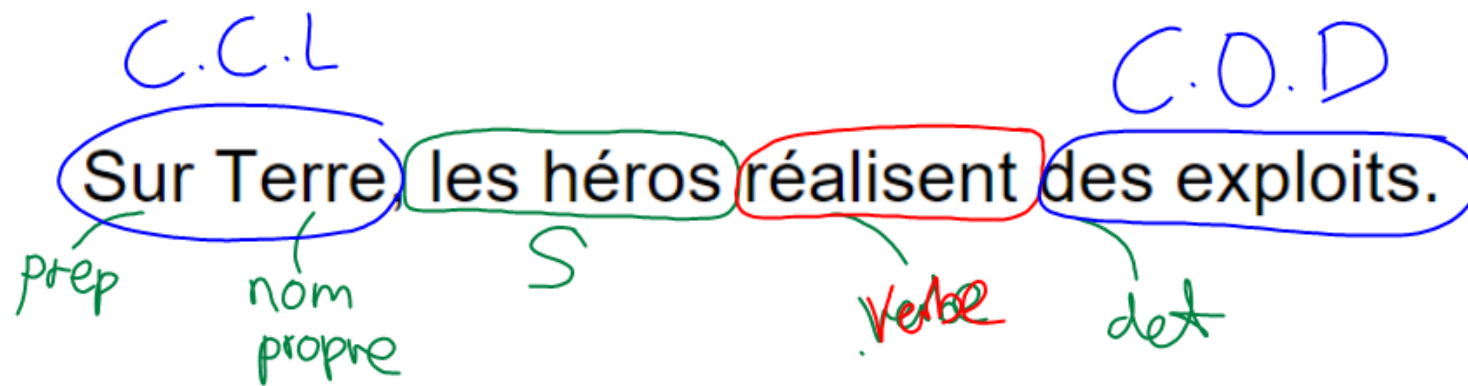 C.C.L
C.O.D
Sur Terre, les héros réalisent des exploits.
prep
nom
propre
S
verbe
det